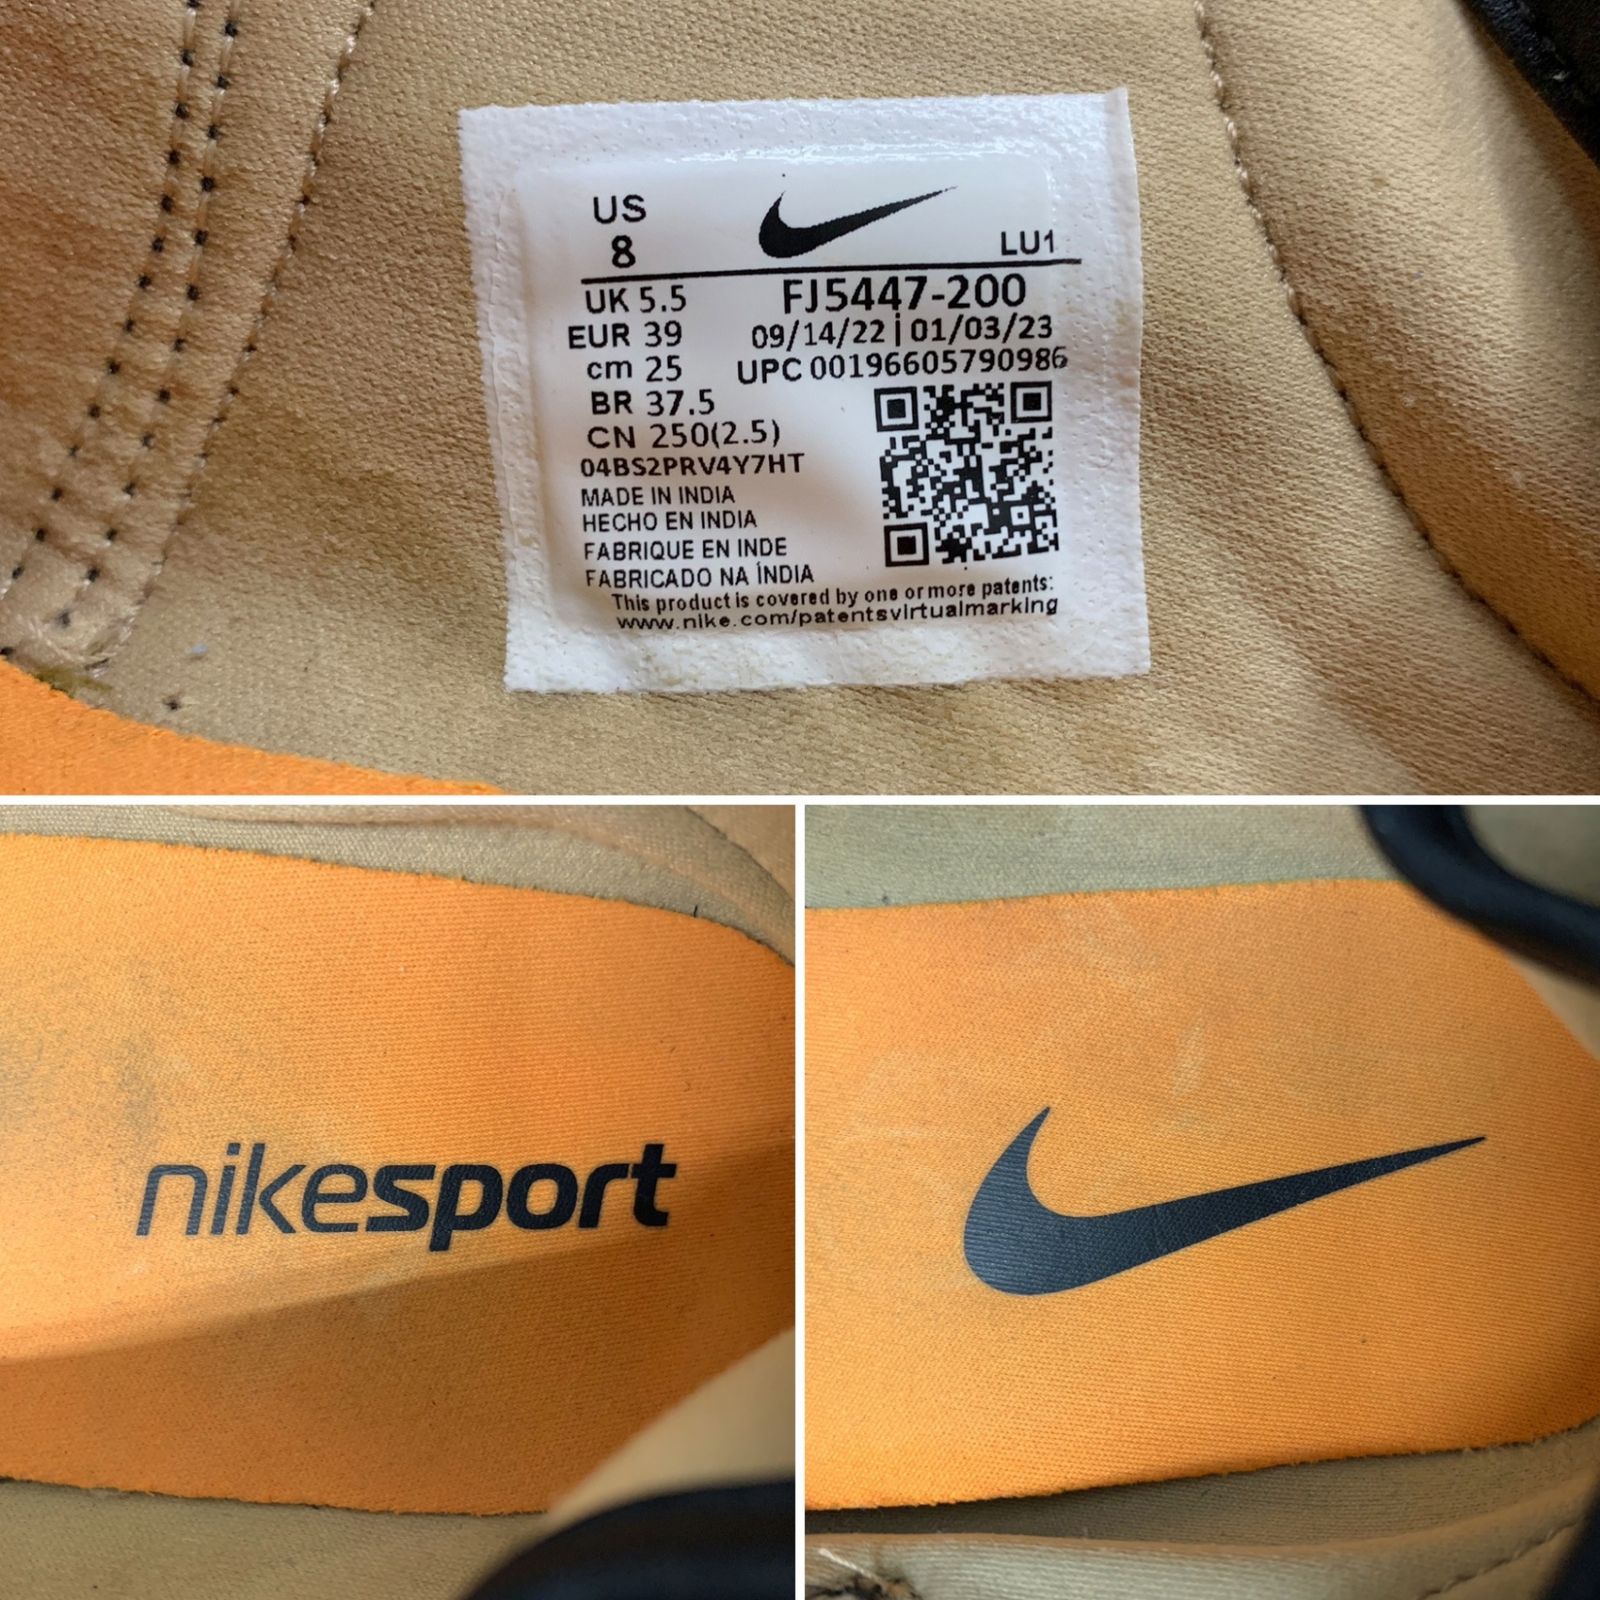 US
8
LU1
UK 5.5
FJ5447-200
EUR 39
09/14/22 | 01/03/23
cm 25
UPC 00196605790986
BR 37.5
CN 250(2.5)
04BS2PRV4Y7HT
MADE IN INDIA
HECHO EN INDIA
FABRIQUE EN INDE
FABRICADO NA ÍNDIA
This product is covered by one or more patents:
www.nike.com/patentsvirtualmarking
nikesport